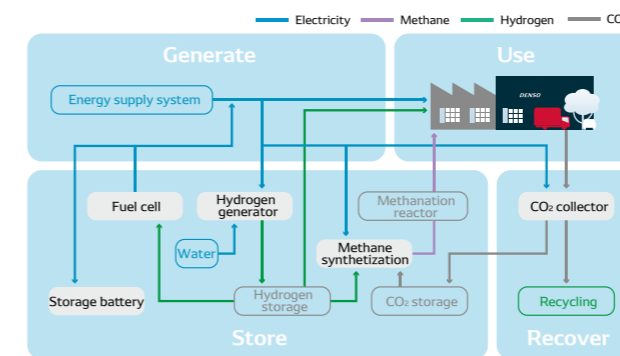 Electricity
Methane
Hydrogen
CO
Generate
Use
Energy supply system
DENSO
Fuel cell
Hydrogen
generator
Methanation
reactor
CO₂ collector
Water
Methane
synthetization
Storage battery
Hydrogen
storage
CO₂ storage
Recycling
Store
Recover